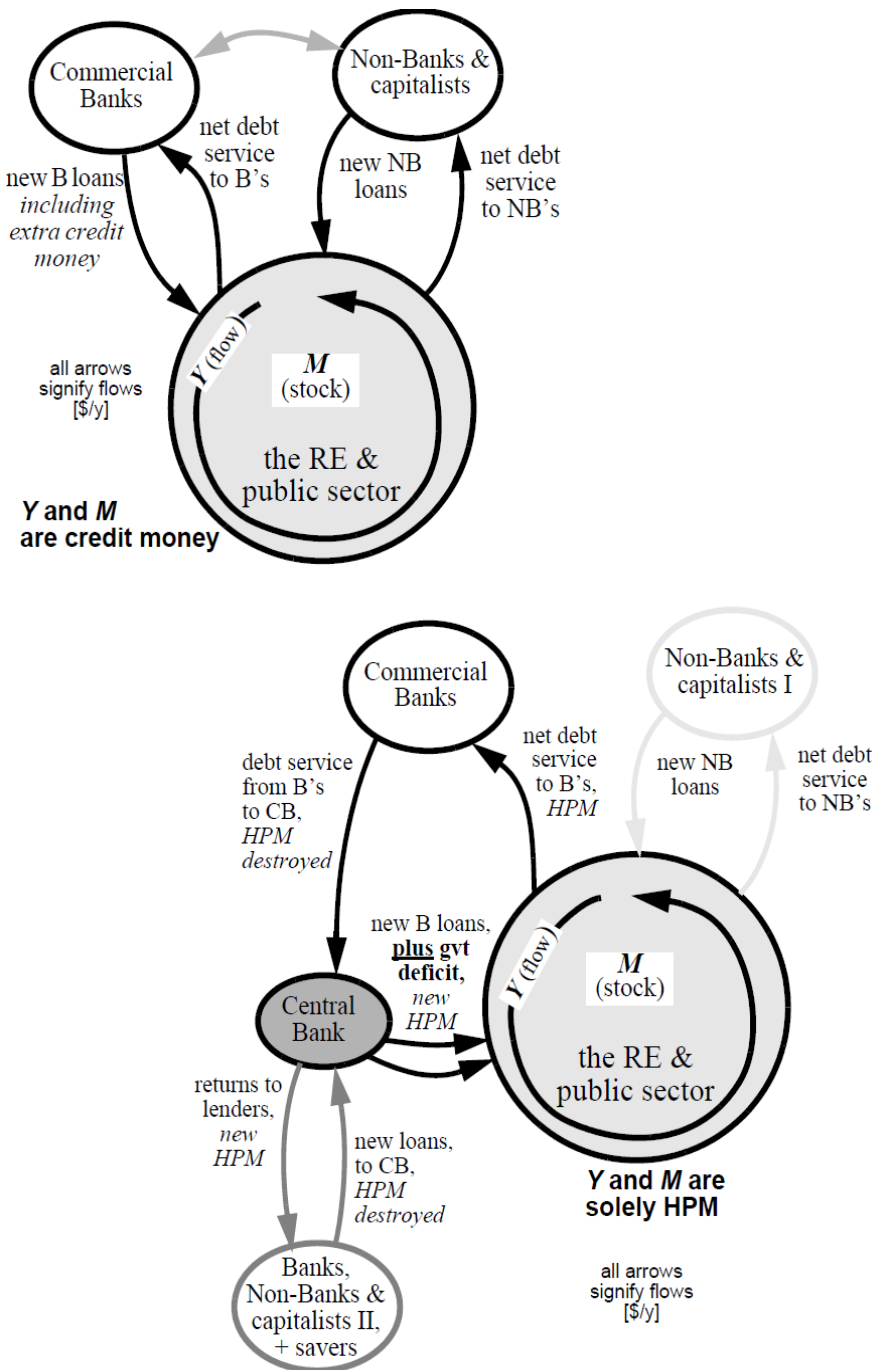 Commercial
Banks
Non-Banks &
capitalists
net debt
service
to B's
new B loans
including
extra credit
money
new NB
loans
net debt
service
to NB's
Y (flow)
M
(stock)
all arrows
signify flows
[$/y]
the RE &
public sector
Y and M
are credit money
Commercial
Banks
Non-Banks &
capitalists I
debt service
from B's
to CB,
HPM
destroyed
net debt
service
to B's,
HPM
new NB
loans
net debt
service
to NB's
new B loans,
plus gvt
deficit,
new
HPM
Y (flow)
M
(stock)
Central
Bank
the RE &
public sector
returns to
lenders,
new
HPM
new loans,
to CB,
HPM
destroyed
Y and M are
solely HPM
Banks,
Non-Banks &
capitalists II,
+ savers
all arrows
signify flows
[$/y]